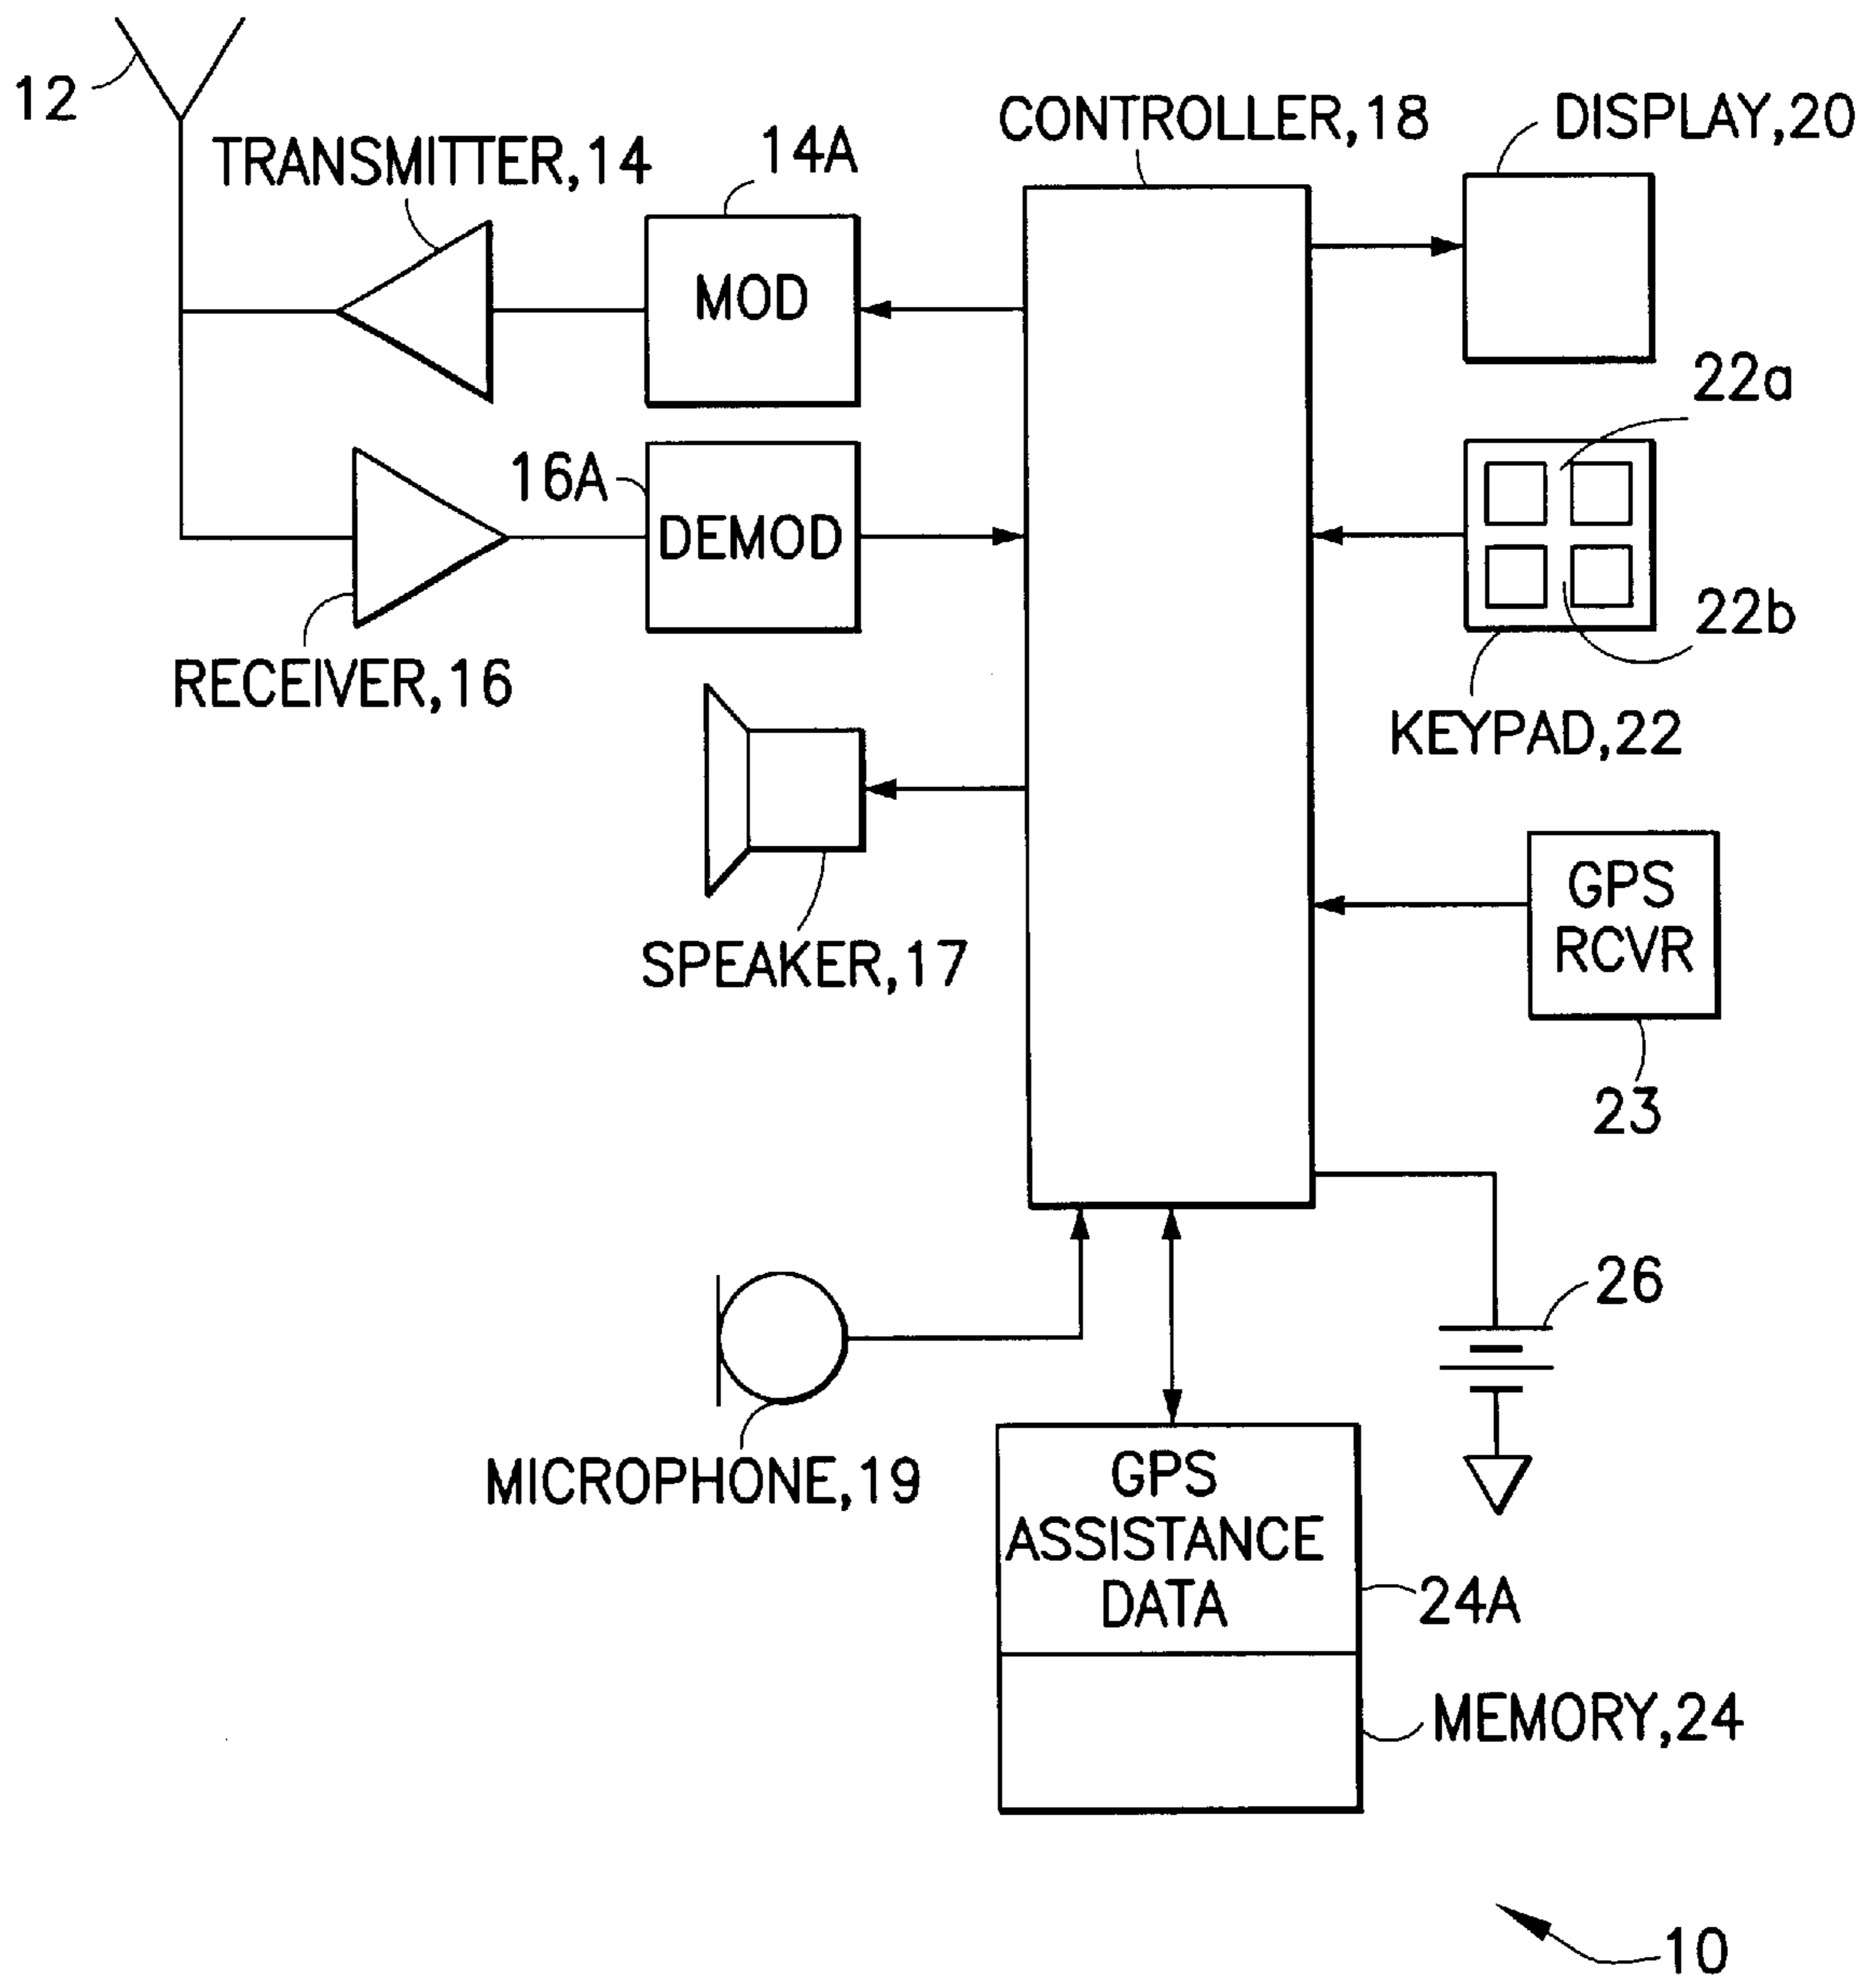 12
TRANSMITTER,14
14A
CONTROLLER,18
DISPLAY,20
MOD
22a
16A
DEMOD
22b
RECEIVER,16
KEYPAD,22
SPEAKER,17
GPS
RCVR
23
26
MICROPHONE,19
GPS
ASSISTANCE
DATA
24A
MEMORY,24
10